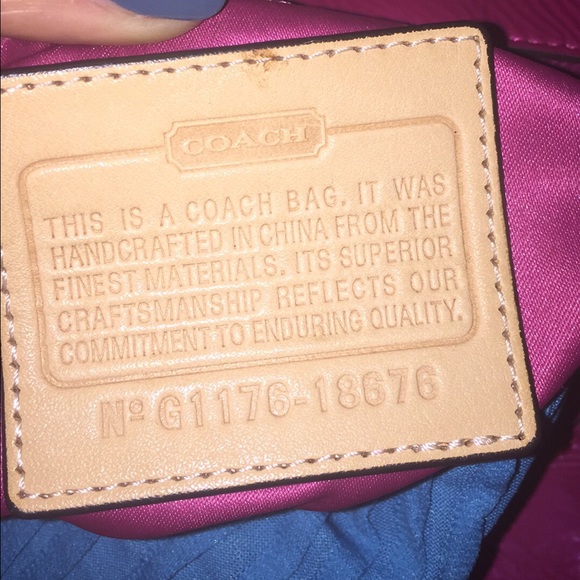 COACH
THIS IS A COACH BAG. IT WAS
HANDCRAFTED IN CHINA FROM THE
FINEST MATERIALS. ITS SUPERIOR
CRAFTSMANSHIP REFLECTS OUR
COMMITMENT TO ENDURING QUALITY.
Nº G1176-18676